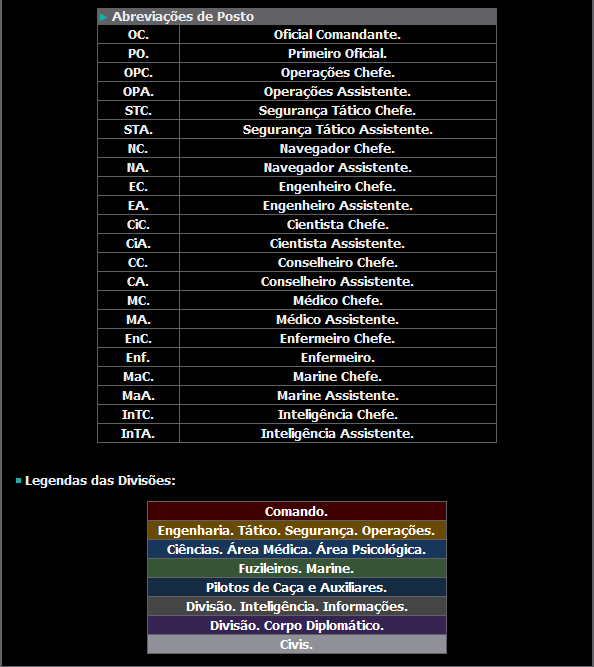 Abreviações de Posto
OC. Oficial Comandante.
PO. Primeiro Oficial.
OPC. Operações Chefe.
OPA. Operações Assistente.
STC. Segurança Tático Chefe.
STA. Segurança Tático Assistente.
NC. Navegador Chefe.
NA. Navegador Assistente.
EC. Engenheiro Chefe.
EA. Engenheiro Assistente.
CiC. Cientista Chefe.
CiA. Cientista Assistente.
CC. Conselheiro Chefe.
CA. Conselheiro Assistente.
MC. Médico Chefe.
MA. Médico Assistente.
EnC. Enfermeiro Chefe.
Enf. Enfermeiro.
MaC. Marine Chefe.
MaA. Marine Assistente.
InTC. Inteligência Chefe.
InTA. Inteligência Assistente.
Legendas das Divisões:
Comando.
Engenharia. Tático. Segurança. Operações.
Ciências. Área Médica. Área Psicológica.
Fuzileiros. Marine.
Pilotos de Caça e Auxiliares.
Divisão. Inteligência. Informações.
Divisão. Corpo Diplomático.
Civis.